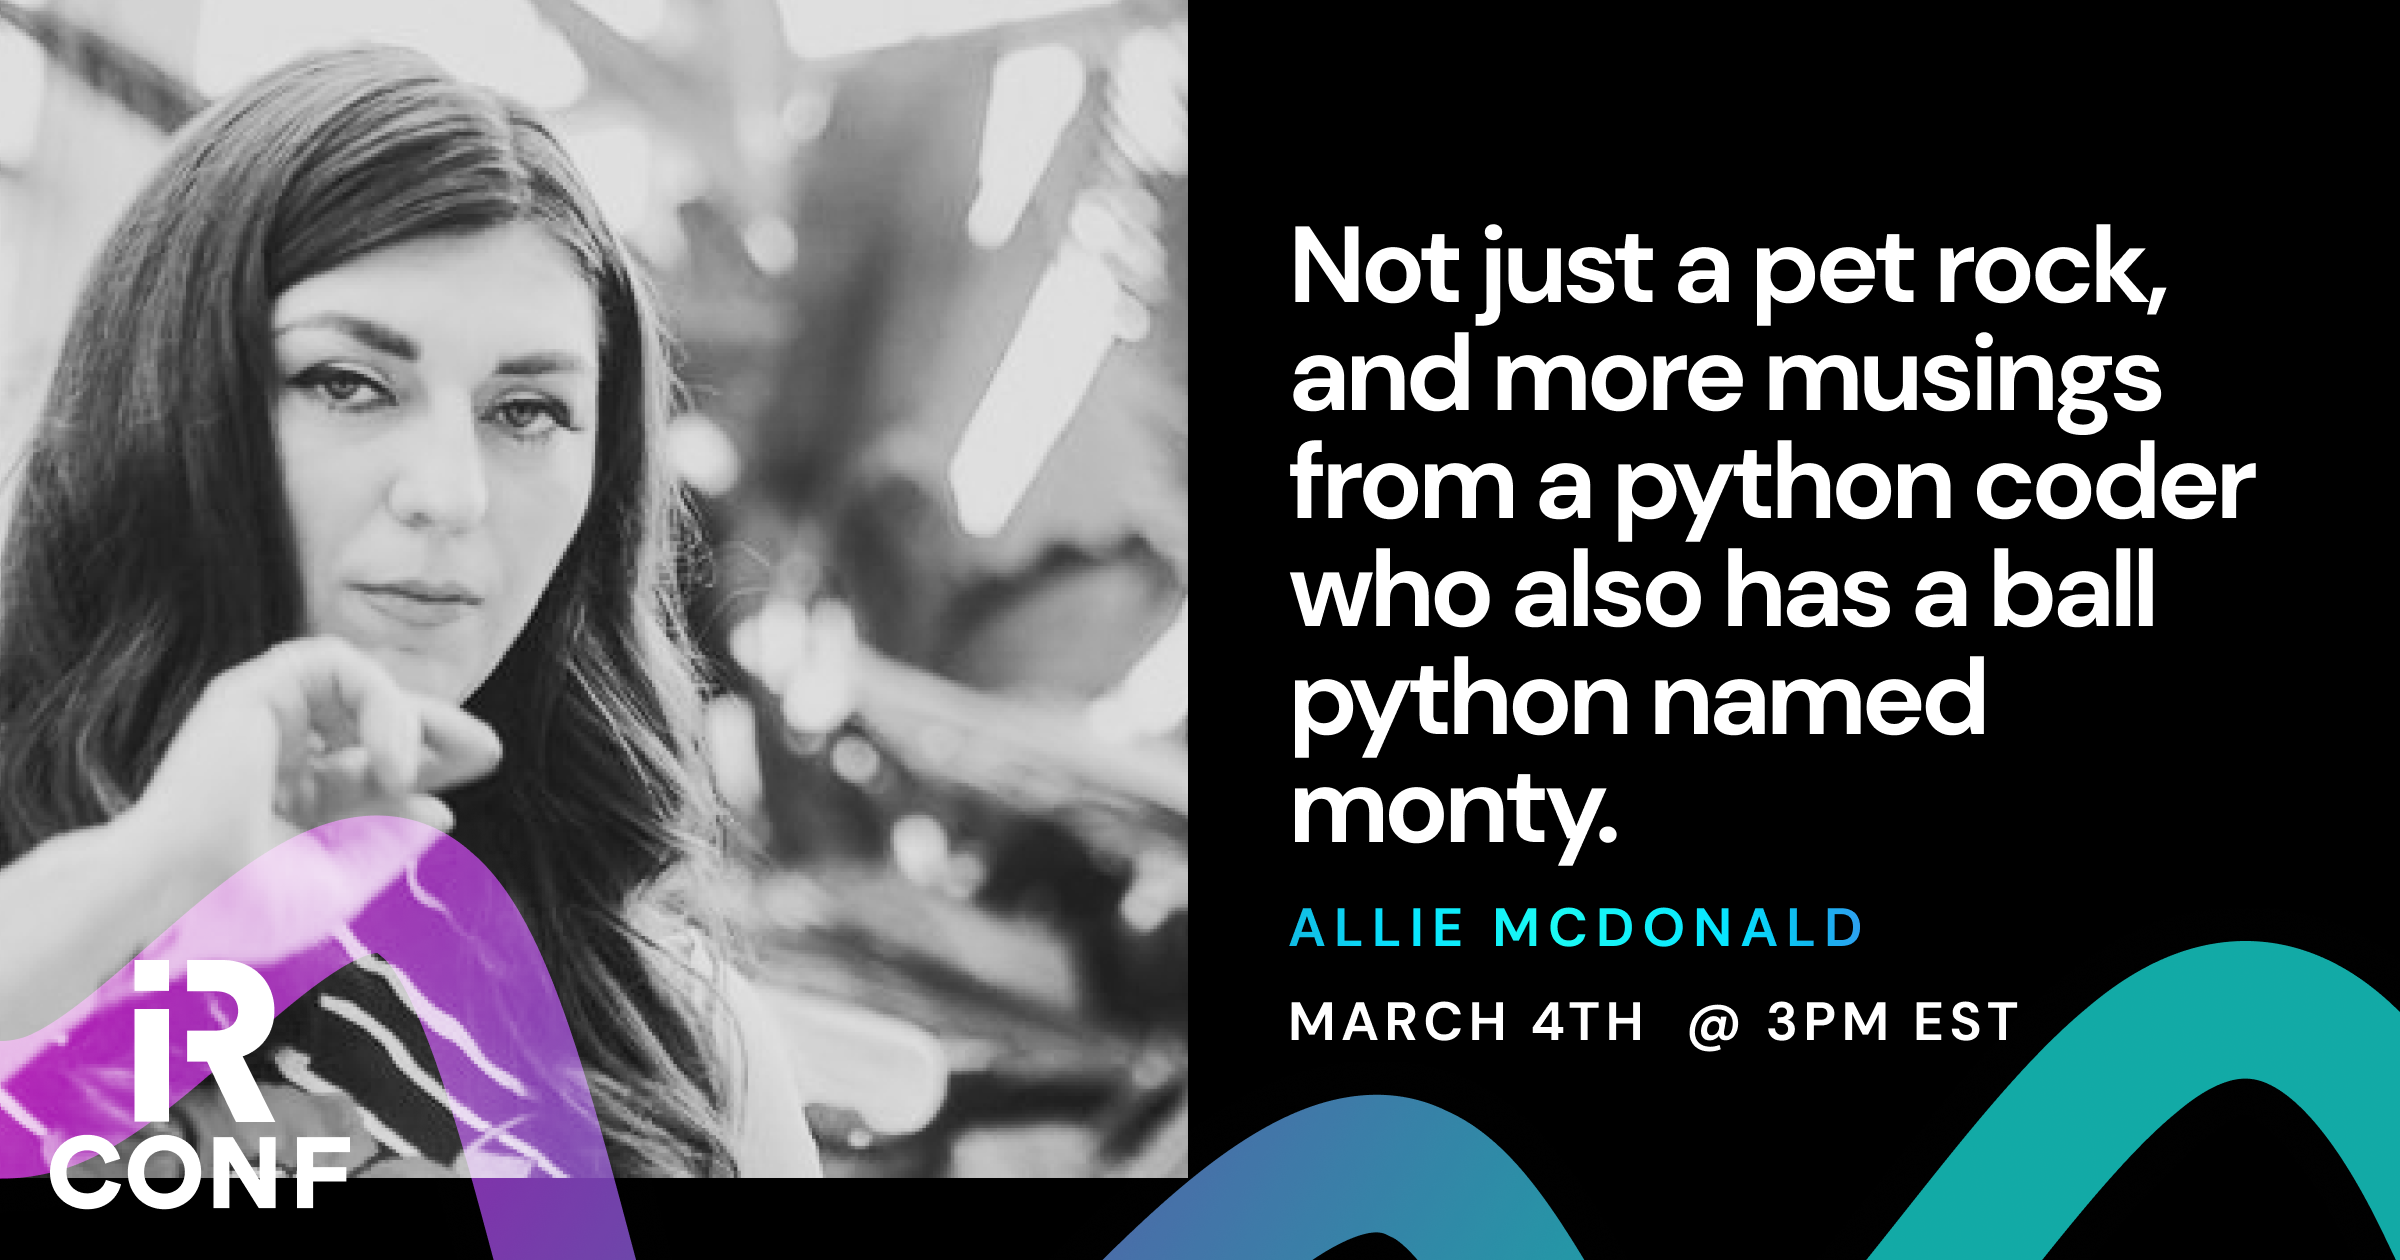 Not just a pet rock,
and more musings
from a python coder
who also has a ball
python named
monty.
ALLIE MCDONALD
MARCH 4TH @ 3PM EST
iR
CONF